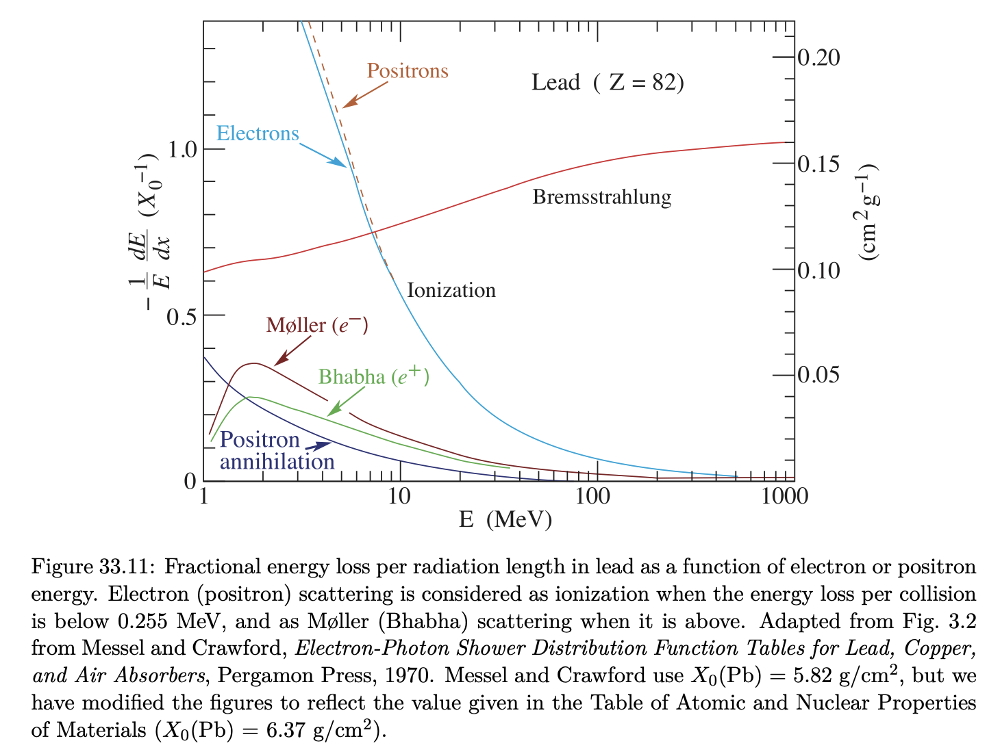 0.20
Positrons
Lead ( Z = 82)
Electrons
1.0
0.15
− 1/E dE/dx (X₀⁻¹)
(cm² g⁻¹)
Bremsstrahlung
0.10
Ionization
0.5
Møller (e⁻)
Bhabha (e⁺)
0.05
Positron
annihilation
0
1 10 100 1000
E (MeV)
Figure 33.11: Fractional energy loss per radiation length in lead as a function of electron or positron
energy. Electron (positron) scattering is considered as ionization when the energy loss per collision
is below 0.255 MeV, and as Møller (Bhabha) scattering when it is above. Adapted from Fig. 3.2
from Messel and Crawford, Electron-Photon Shower Distribution Function Tables for Lead, Copper,
and Air Absorbers, Pergamon Press, 1970. Messel and Crawford use X₀(Pb) = 5.82 g/cm², but we
have modified the figures to reflect the value given in the Table of Atomic and Nuclear Properties
of Materials (X₀(Pb) = 6.37 g/cm²).